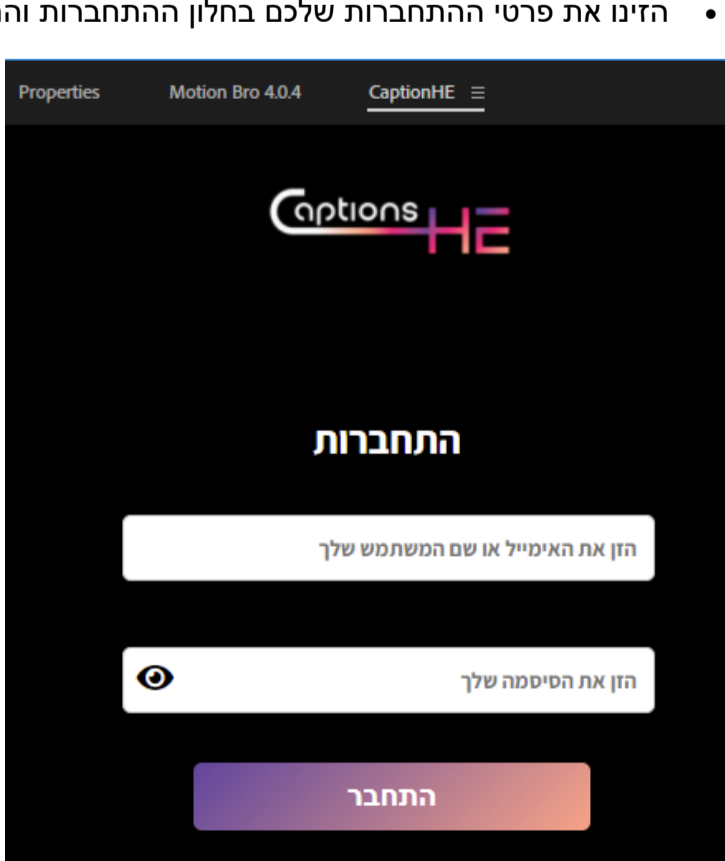 • הזינו את פרטי ההתחברות שלכם בחלון ההתחברות
Properties Motion Bro 4.0.4 CaptionHE
Captions HE
התחברות
הזן את האימייל או שם המשתמש שלך
הזן את הסיסמה שלך
התחבר